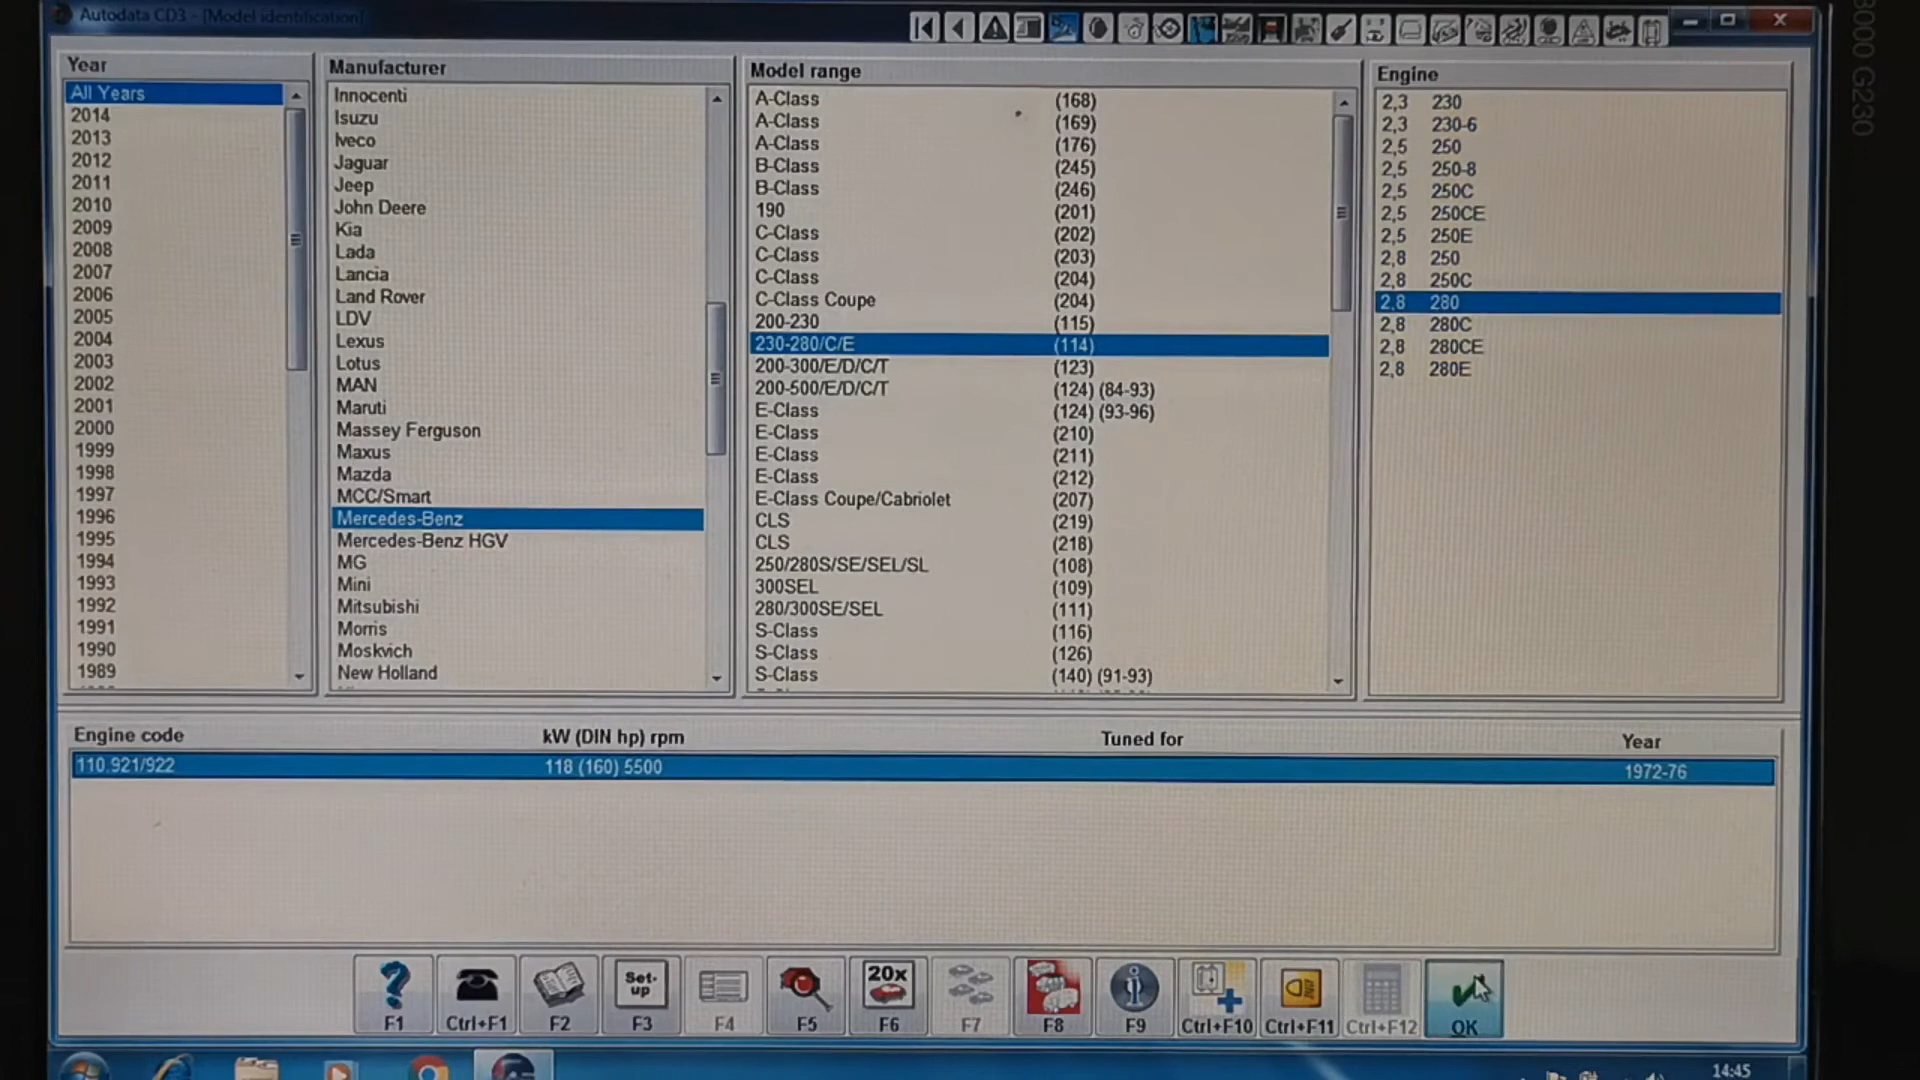 Autodata CD3 - [Model identification]
Year
All Years
2014
2013
2012
2011
2010
2009
2008
2007
2006
2005
2004
2003
2002
2001
2000
1999
1998
1997
1996
1995
1994
1993
1992
1991
1990
1989
Manufacturer
Innocenti
Isuzu
Iveco
Jaguar
Jeep
John Deere
Kia
Lada
Lancia
Land Rover
LDV
Lexus
Lotus
MAN
Maruti
Massey Ferguson
Maxus
Mazda
MCC/Smart
Mercedes-Benz
Mercedes-Benz HGV
MG
Mini
Mitsubishi
Morris
Moskvich
New Holland
Model range
A-Class (168)
A-Class (169)
A-Class (176)
B-Class (245)
B-Class (246)
190 (201)
C-Class (202)
C-Class (203)
C-Class (204)
C-Class Coupe (204)
200-230 (115)
230-280/C/E (114)
200-300/E/D/C/T (123)
200-500/E/D/C/T (124) (84-93)
E-Class (124) (93-96)
E-Class (210)
E-Class (211)
E-Class (212)
E-Class Coupe/Cabriolet (207)
CLS (219)
CLS (218)
250/280S/SE/SEL/SL (108)
300SEL (109)
280/300SE/SEL (111)
S-Class (116)
S-Class (126)
S-Class (140) (91-93)
Engine
2,3 230
2,3 230-6
2,5 250
2,5 250-8
2,5 250C
2,5 250CE
2,5 250E
2,8 250
2,8 250C
2,8 280
2,8 280C
2,8 280CE
2,8 280E
Engine code kW (DIN hp) rpm Tuned for Year
110.921/922 118 (160) 5500 1972-76
Set-up
20x
F1 Ctrl+F1 F2 F3 F4 F5 F6 F7 F8 F9 Ctrl+F10 Ctrl+F11 Ctrl+F12 OK
14:45
3000 G230